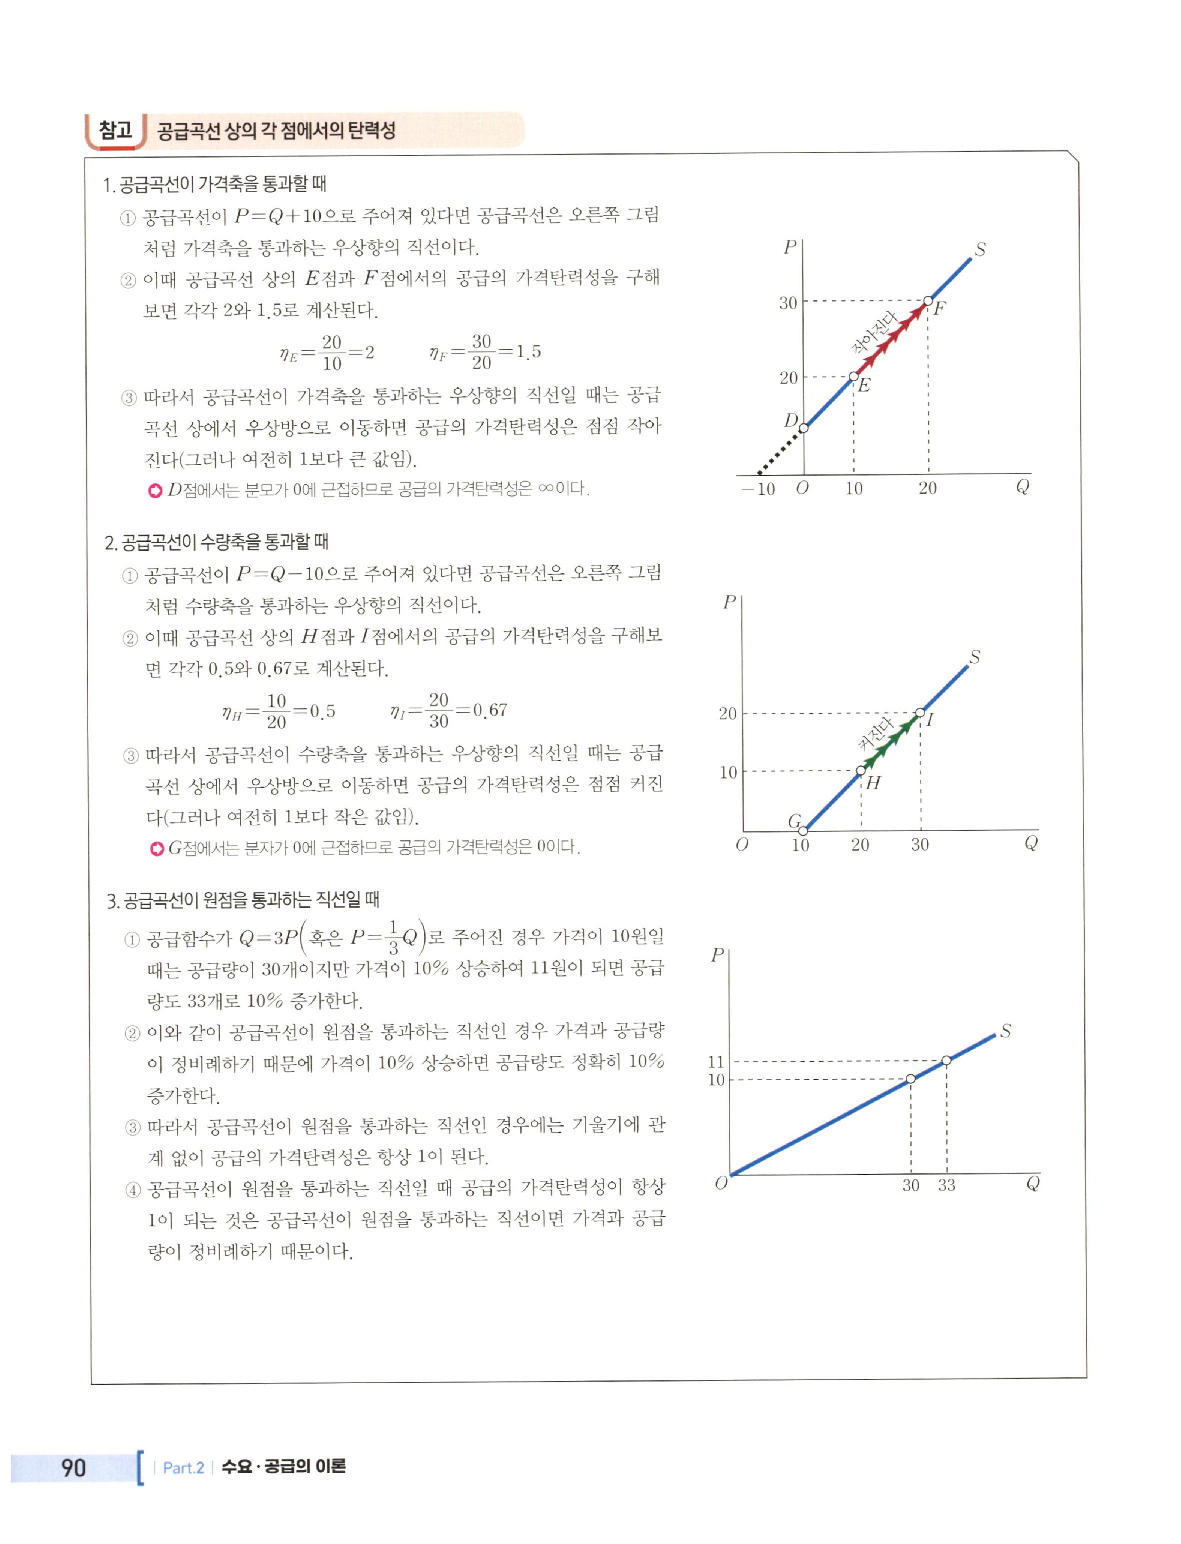 참고 공급곡선 상의 각 점에서의 탄력성
1. 공급곡선이 가격축을 통과할 때
① 공급곡선이 P=Q+10으로 주어져 있다면 공급곡선은 오른쪽 그림
처럼 가격축을 통과하는 우상향의 직선이다.
② 이때 공급곡선 상의 E점과 F점에서의 공급의 가격탄력성을 구해
보면 각각 2와 1.5로 계산된다.
η_E = 20/10 = 2 η_F = 30/20 = 1.5
③ 따라서 공급곡선이 가격축을 통과하는 우상향의 직선일 때는 공급
곡선 상에서 우상방으로 이동하면 공급의 가격탄력성은 점점 작아
진다(그러나 여전히 1보다 큰 값임).
D점에서는 분모가 0에 근접하므로 공급의 가격탄력성은 ∞이다.
P
S
30
F
작아진다
20
E
D
-10 O 10 20 Q
2. 공급곡선이 수량축을 통과할 때
① 공급곡선이 P=Q-10으로 주어져 있다면 공급곡선은 오른쪽 그림
처럼 수량축을 통과하는 우상향의 직선이다.
② 이때 공급곡선 상의 H점과 I점에서의 공급의 가격탄력성을 구해보
면 각각 0.5와 0.67로 계산된다.
η_H = 10/20 = 0.5 η_I = 20/30 = 0.67
③ 따라서 공급곡선이 수량축을 통과하는 우상향의 직선일 때는 공급
곡선 상에서 우상방으로 이동하면 공급의 가격탄력성은 점점 커진
다(그러나 여전히 1보다 작은 값임).
G점에서는 분자가 0에 근접하므로 공급의 가격탄력성은 0이다.
P
S
20
I
커진다
10
H
G
O 10 20 30 Q
3. 공급곡선이 원점을 통과하는 직선일 때
① 공급함수가 Q=3P(혹은 P=1/3Q)로 주어진 경우 가격이 10원일
때는 공급량이 30개이지만 가격이 10% 상승하여 11원이 되면 공급
량도 33개로 10% 증가한다.
② 이와 같이 공급곡선이 원점을 통과하는 직선인 경우 가격과 공급량
이 정비례하기 때문에 가격이 10% 상승하면 공급량도 정확히 10%
증가한다.
③ 따라서 공급곡선이 원점을 통과하는 직선인 경우에는 기울기에 관
계 없이 공급의 가격탄력성은 항상 1이 된다.
④ 공급곡선이 원점을 통과하는 직선일 때 공급의 가격탄력성이 항상
1이 되는 것은 공급곡선이 원점을 통과하는 직선이면 가격과 공급
량이 정비례하기 때문이다.
P
S
11
10
O 30 33 Q
90 Part.2 수요·공급의 이론